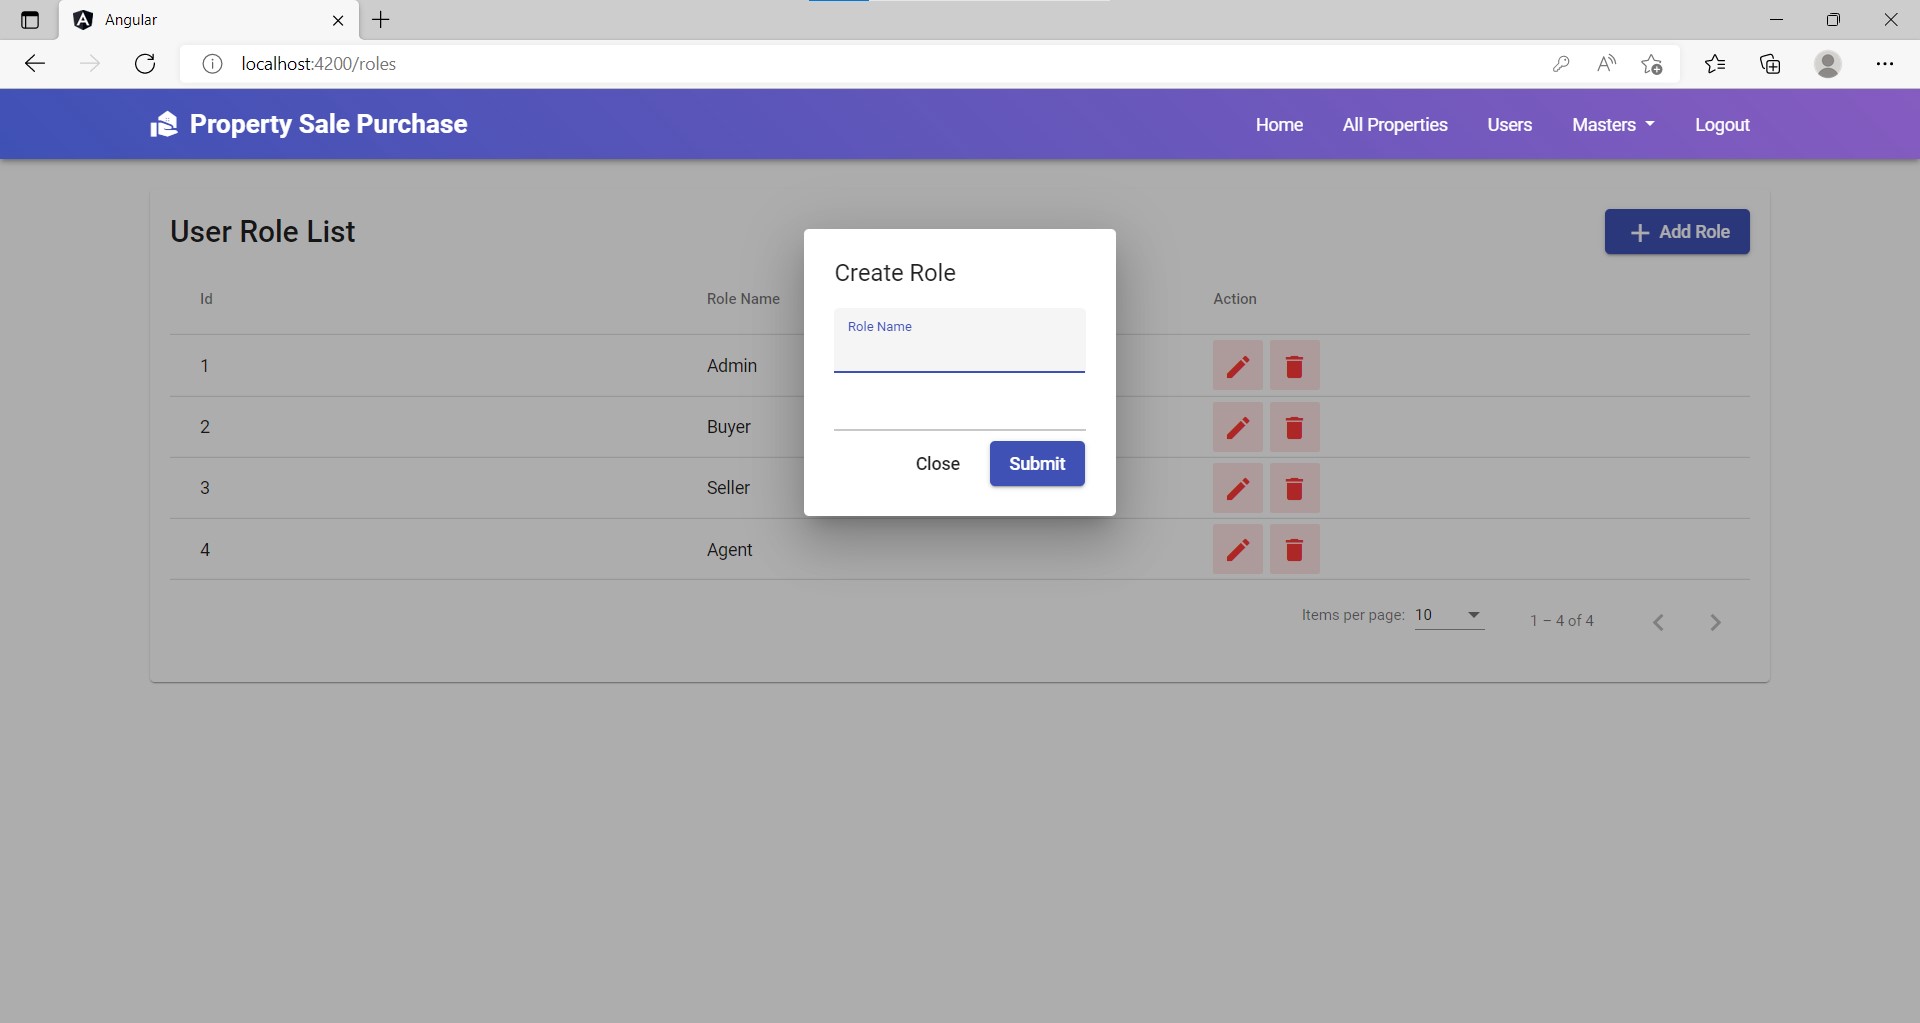 Angular
localhost:4200/roles
Property Sale Purchase
Home All Properties Users Masters Logout
User Role List
Add Role
Create Role
Role Name
Close Submit
Id Role Name Action
1 Admin
2 Buyer
3 Seller
4 Agent
Items per page: 10 1 – 4 of 4